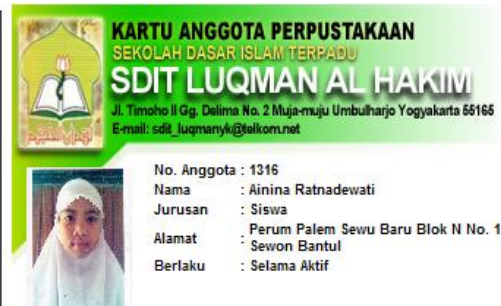 KARTU ANGGOTA PERPUSTAKAAN
SEKOLAH DASAR ISLAM TERPADU
SDIT LUQMAN AL HAKIM
Jl. Timoho II Gg. Delima No. 2 Muja-muju Umbulharjo Yogyakarta 55165
E-mail: sdit_luqmanyk@telkom.net
No. Anggota : 1316
Nama : Ainina Ratnadewati
Jurusan : Siswa
Alamat : Perum Palem Sewu Baru Blok N No. 1
Sewon Bantul
Berlaku : Selama Aktif